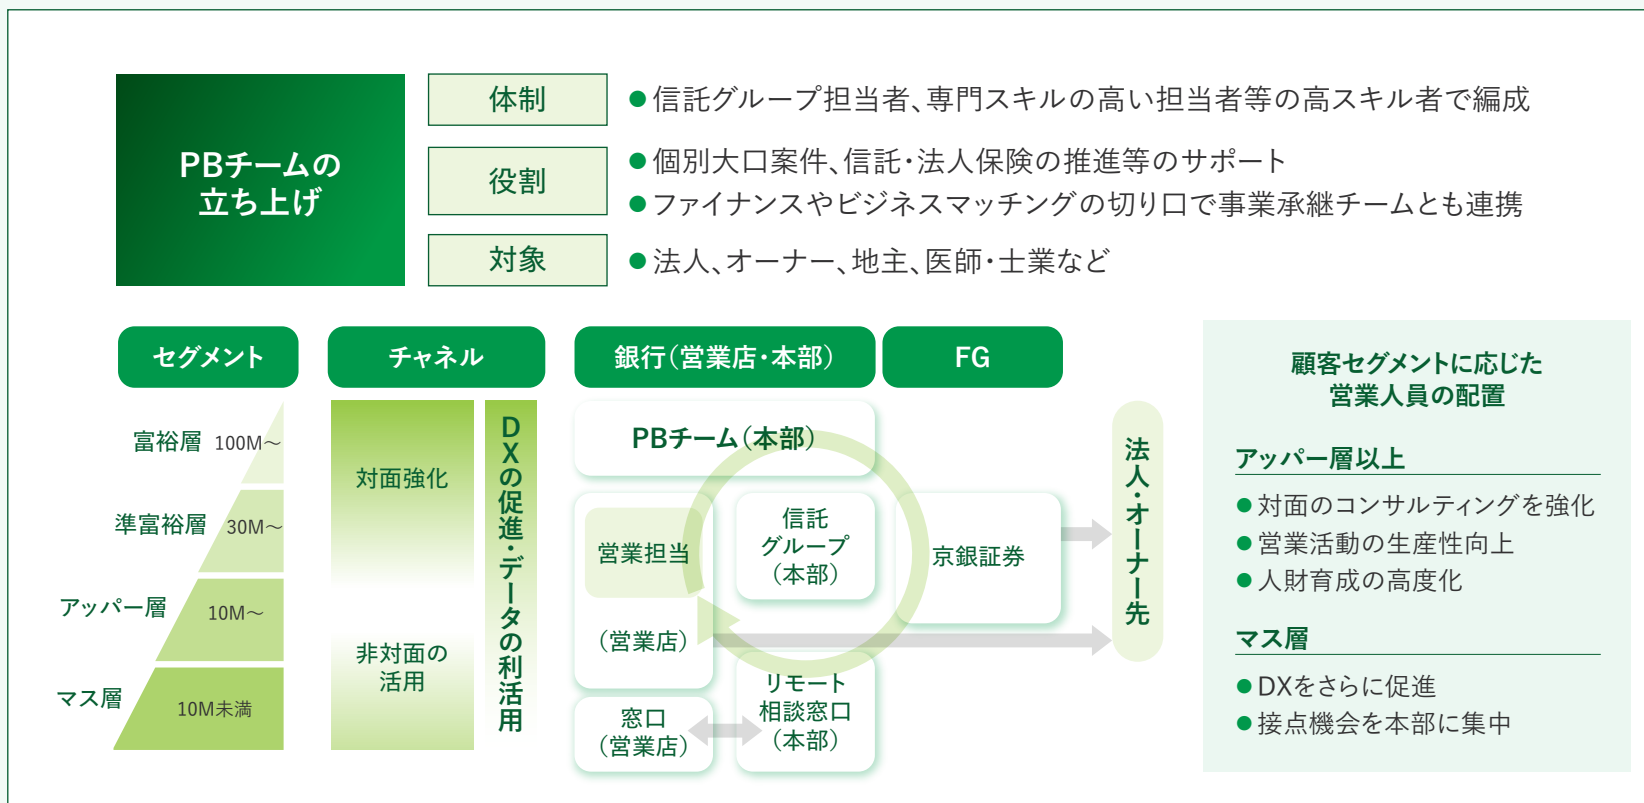 PBチームの
立ち上げ
体制
●信託グループ担当者、専門スキルの高い担当者等の高スキル者で編成
役割
●個別大口案件、信託・法人保険の推進等のサポート
●ファイナンスやビジネスマッチングの切り口で事業承継チームとも連携
対象
●法人、オーナー、地主、医師・士業など
セグメント
チャネル
銀行(営業店・本部)
FG
富裕層 100M～
準富裕層 30M～
アッパー層 10M～
マス層 10M未満
対面強化
非対面の
活用
DXの促進・データの利活用
PBチーム(本部)
営業担当
(営業店)
信託
グループ
(本部)
京銀証券
窓口
(営業店)
リモート
相談窓口
(本部)
法人・オーナー先
顧客セグメントに応じた
営業人員の配置
アッパー層以上
●対面のコンサルティングを強化
●営業活動の生産性向上
●人財育成の高度化
マス層
●DXをさらに促進
●接点機会を本部に集中